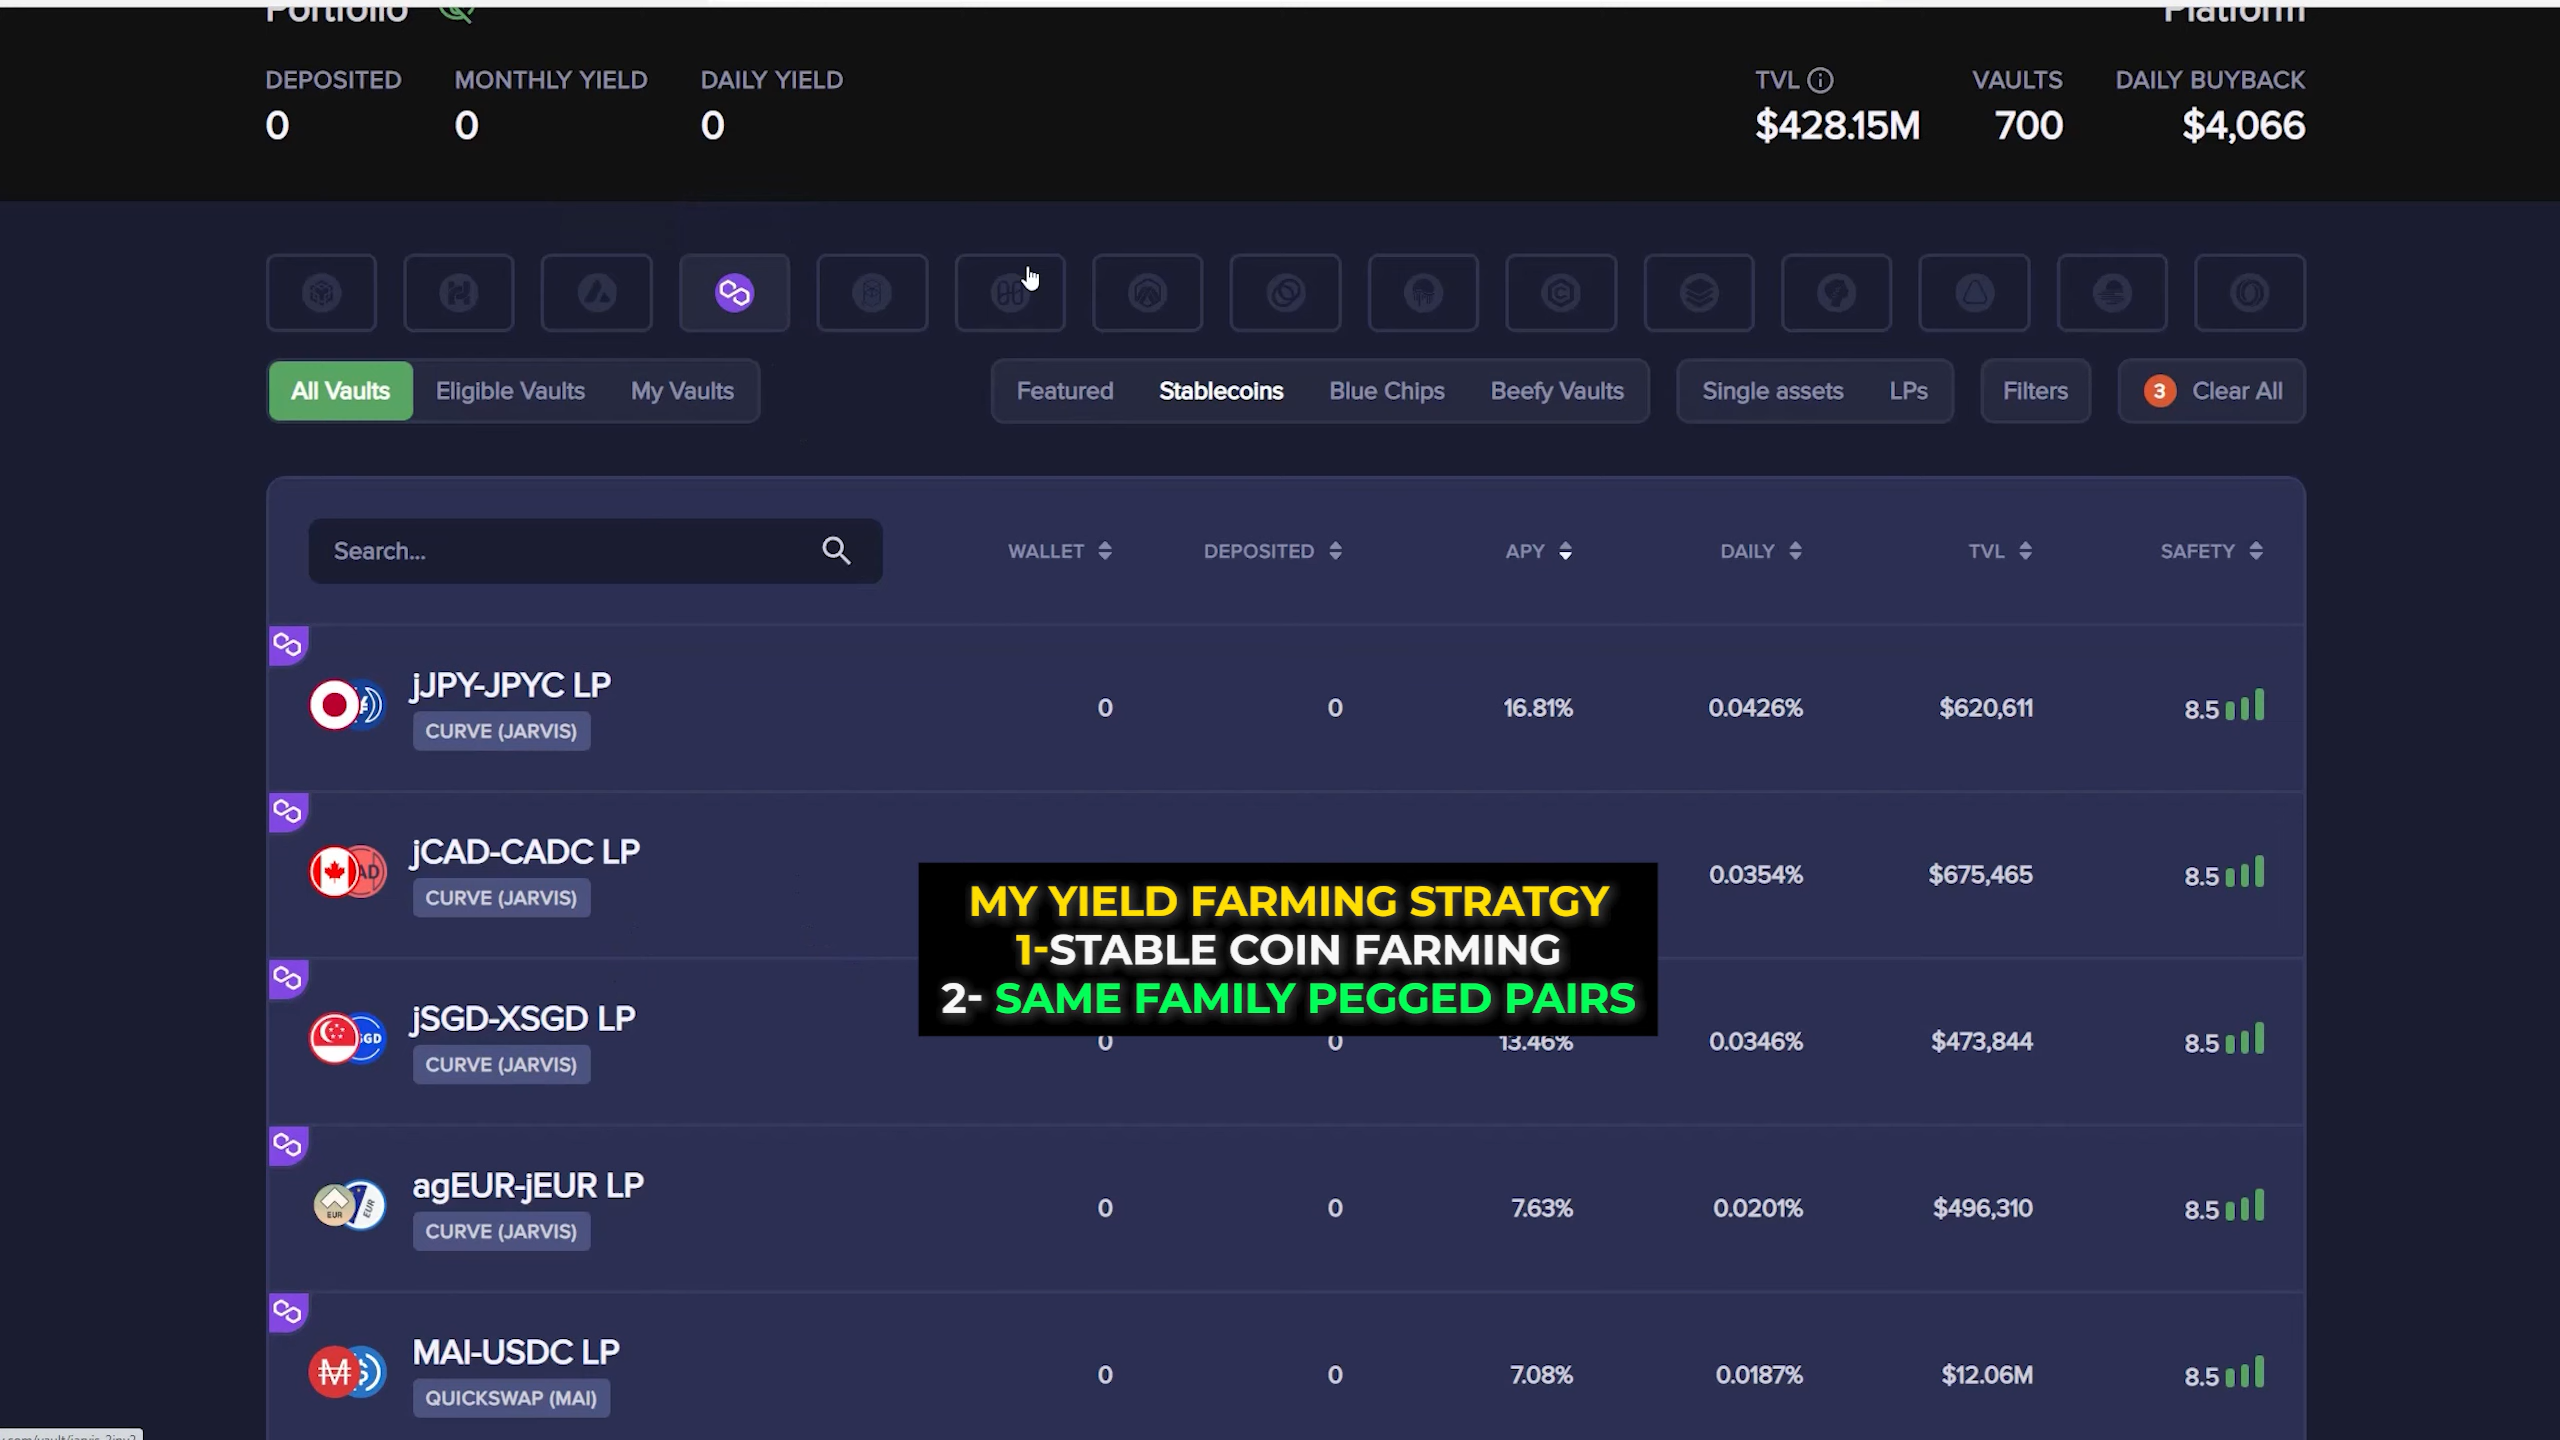 Portfolio Platform
DEPOSITED MONTHLY YIELD DAILY YIELD TVL VAULTS DAILY BUYBACK
0 0 0 $428.15M 700 $4,066
All Vaults Eligible Vaults My Vaults Featured Stablecoins Blue Chips Beefy Vaults Single assets LPs Filters 3 Clear All
Search... WALLET DEPOSITED APY DAILY TVL SAFETY
jJPY-JPYC LP
CURVE (JARVIS)
0 0 16.81% 0.0426% $620,611 8.5
jCAD-CADC LP
CURVE (JARVIS)
0.0354% $675,465 8.5
MY YIELD FARMING STRATGY
1-STABLE COIN FARMING
2- SAME FAMILY PEGGED PAIRS
jSGD-XSGD LP
CURVE (JARVIS)
0 0 13.46% 0.0346% $473,844 8.5
agEUR-jEUR LP
CURVE (JARVIS)
0 0 7.63% 0.0201% $496,310 8.5
MAI-USDC LP
QUICKSWAP (MAI)
0 0 7.08% 0.0187% $12.06M 8.5